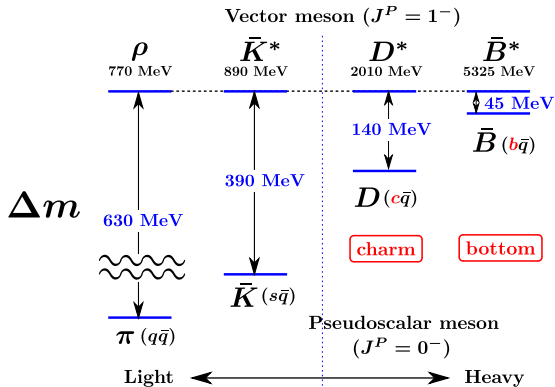 Vector meson (J^P = 1^−)
ρ K̄* D* B̄*
770 MeV 890 MeV 2010 MeV 5325 MeV
45 MeV
140 MeV
B̄ (bq̄)
390 MeV
D (cq̄)
Δm
630 MeV
charm bottom
K̄ (sq̄)
Pseudoscalar meson
π (qq̄)
(J^P = 0^−)
Light Heavy